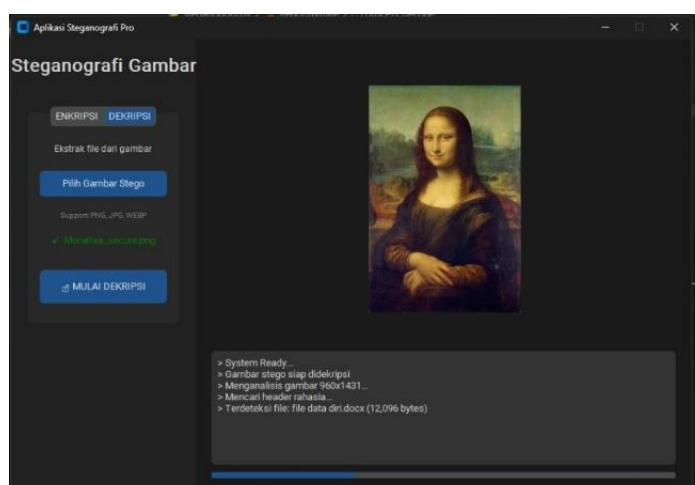 Aplikasi Steganografi Pro
Steganografi Gambar
ENKRIPSI DEKRIPSI
Ekstrak file dari gambar
Pilih Gambar Stego
Support PNG, JPG, WEBP
✓ Monalisa_secure.png
MULAI DEKRIPSI
> System Ready...
> Gambar stego siap didekripsi
> Menganalisis gambar 960x1431...
> Mencari header rahasia...
> Terdeteksi file: file data diri.docx (12,096 bytes)